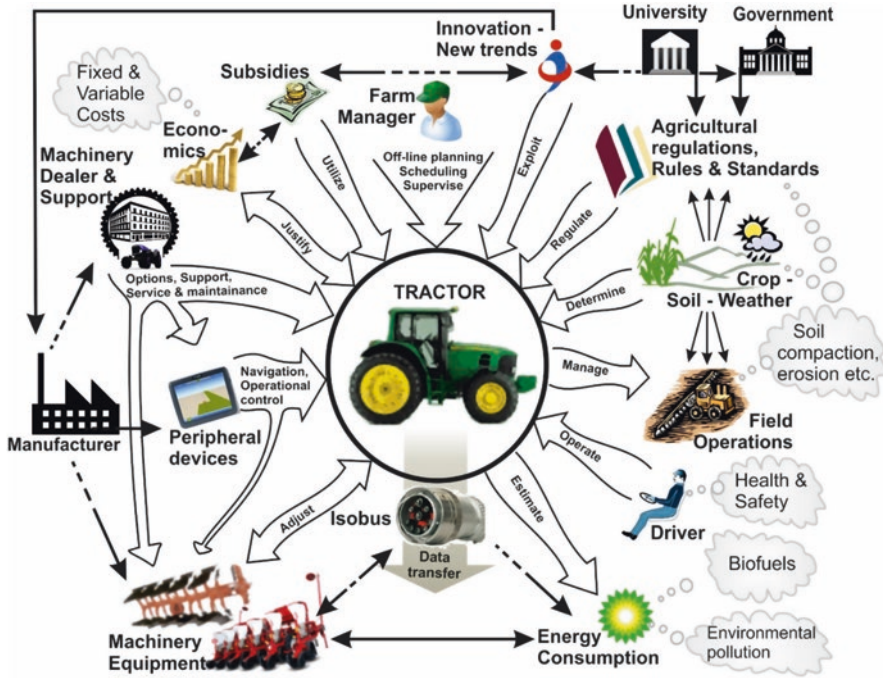 University
Government
Innovation -
New trends
Fixed &
Variable
Costs
Subsidies
Farm
Manager
Econo-
mics
Agricultural
regulations,
Rules & Standards
Machinery
Dealer &
Support
Off-line planning
Scheduling
Supervise
Utilize
Exploit
Justify
Regulate
Options, Support,
Service & maintainance
TRACTOR
Determine
Crop -
Soil - Weather
Soil
compaction,
erosion etc.
Manage
Navigation,
Operational
control
Manufacturer
Peripheral
devices
Field
Operations
Operate
Health &
Safety
Adjust
Isobus
Estimate
Driver
Data
transfer
Biofuels
Machinery
Equipment
Energy
Consumption
Environmental
pollution